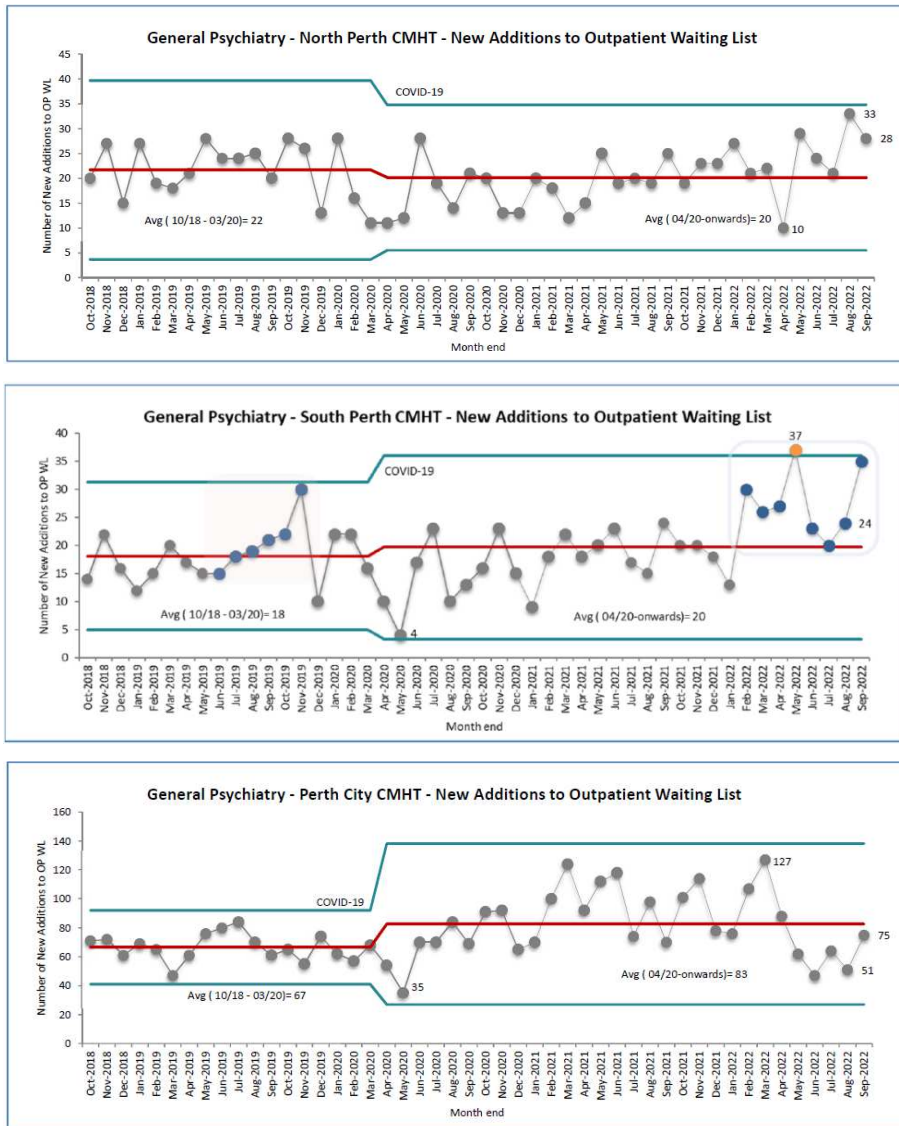 General Psychiatry - North Perth CMHT - New Additions to Outpatient Waiting List
Number of New Additions to OP WL
45
40
35
30
25
20
15
10
5
0
COVID-19
33
28
10
Avg ( 10/18 - 03/20)= 22
Avg ( 04/20-onwards)= 20
Oct-2018
Nov-2018
Dec-2018
Jan-2019
Feb-2019
Mar-2019
Apr-2019
May-2019
Jun-2019
Jul-2019
Aug-2019
Sep-2019
Oct-2019
Nov-2019
Dec-2019
Jan-2020
Feb-2020
Mar-2020
Apr-2020
May-2020
Jun-2020
Jul-2020
Aug-2020
Sep-2020
Oct-2020
Nov-2020
Dec-2020
Jan-2021
Feb-2021
Mar-2021
Apr-2021
May-2021
Jun-2021
Jul-2021
Aug-2021
Sep-2021
Oct-2021
Nov-2021
Dec-2021
Jan-2022
Feb-2022
Mar-2022
Apr-2022
May-2022
Jun-2022
Jul-2022
Aug-2022
Sep-2022
Month end
General Psychiatry - South Perth CMHT - New Additions to Outpatient Waiting List
Number of New Additions to OP WL
40
35
30
25
20
15
10
5
0
COVID-19
37
24
4
Avg ( 10/18 - 03/20)= 18
Avg ( 04/20-onwards)= 20
Oct-2018
Nov-2018
Dec-2018
Jan-2019
Feb-2019
Mar-2019
Apr-2019
May-2019
Jun-2019
Jul-2019
Aug-2019
Sep-2019
Oct-2019
Nov-2019
Dec-2019
Jan-2020
Feb-2020
Mar-2020
Apr-2020
May-2020
Jun-2020
Jul-2020
Aug-2020
Sep-2020
Oct-2020
Nov-2020
Dec-2020
Jan-2021
Feb-2021
Mar-2021
Apr-2021
May-2021
Jun-2021
Jul-2021
Aug-2021
Sep-2021
Oct-2021
Nov-2021
Dec-2021
Jan-2022
Feb-2022
Mar-2022
Apr-2022
May-2022
Jun-2022
Jul-2022
Aug-2022
Sep-2022
Month end
General Psychiatry - Perth City CMHT - New Additions to Outpatient Waiting List
Number of New Additions to OP WL
160
140
120
100
80
60
40
20
0
COVID-19
127
75
51
35
Avg ( 10/18 - 03/20)= 67
Avg ( 04/20-onwards)= 83
Oct-2018
Nov-2018
Dec-2018
Jan-2019
Feb-2019
Mar-2019
Apr-2019
May-2019
Jun-2019
Jul-2019
Aug-2019
Sep-2019
Oct-2019
Nov-2019
Dec-2019
Jan-2020
Feb-2020
Mar-2020
Apr-2020
May-2020
Jun-2020
Jul-2020
Aug-2020
Sep-2020
Oct-2020
Nov-2020
Dec-2020
Jan-2021
Feb-2021
Mar-2021
Apr-2021
May-2021
Jun-2021
Jul-2021
Aug-2021
Sep-2021
Oct-2021
Nov-2021
Dec-2021
Jan-2022
Feb-2022
Mar-2022
Apr-2022
May-2022
Jun-2022
Jul-2022
Aug-2022
Sep-2022
Month end